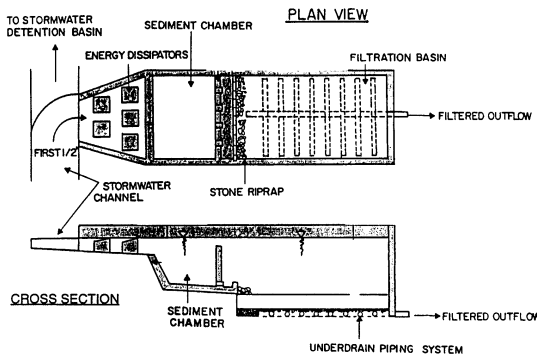 PLAN VIEW
TO STORMWATER
DETENTION BASIN
SEDIMENT
CHAMBER
ENERGY DISSIPATORS
FILTRATION BASIN
FILTERED OUTFLOW
FIRST 1/2"
STONE RIPRAP
STORMWATER
CHANNEL
CROSS SECTION
SEDIMENT
CHAMBER
FILTERED OUTFLOW
UNDERDRAIN PIPING SYSTEM